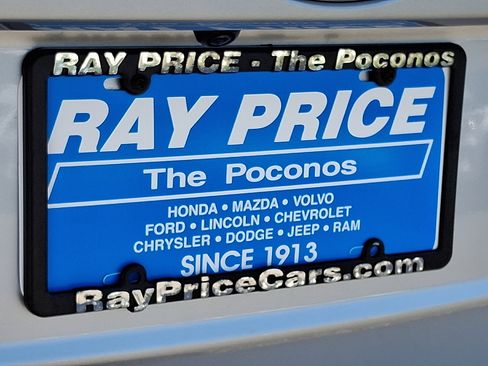 RAY PRICE - The Poconos
RAY PRICE
The Poconos
HONDA • MAZDA • VOLVO
FORD • LINCOLN • CHEVROLET
CHRYSLER • DODGE • JEEP • RAM
SINCE 1913
RayPriceCars.com